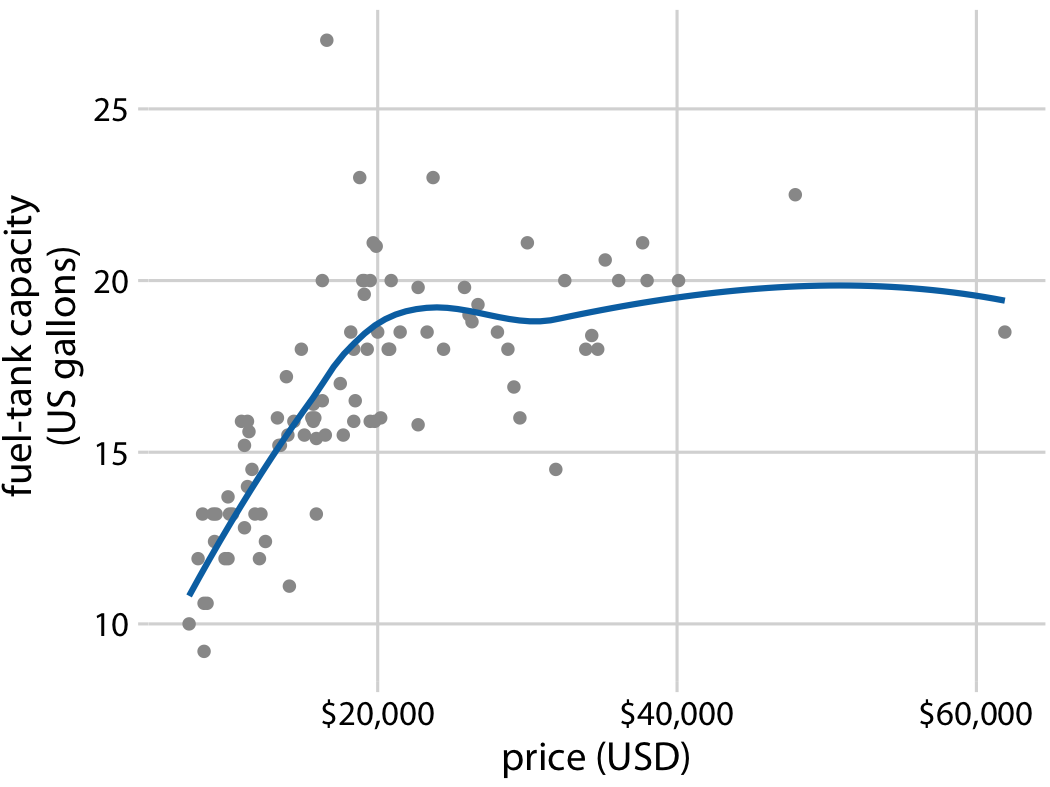 fuel-tank capacity
(US gallons)
25
20
15
10
$20,000
$40,000
$60,000
price (USD)